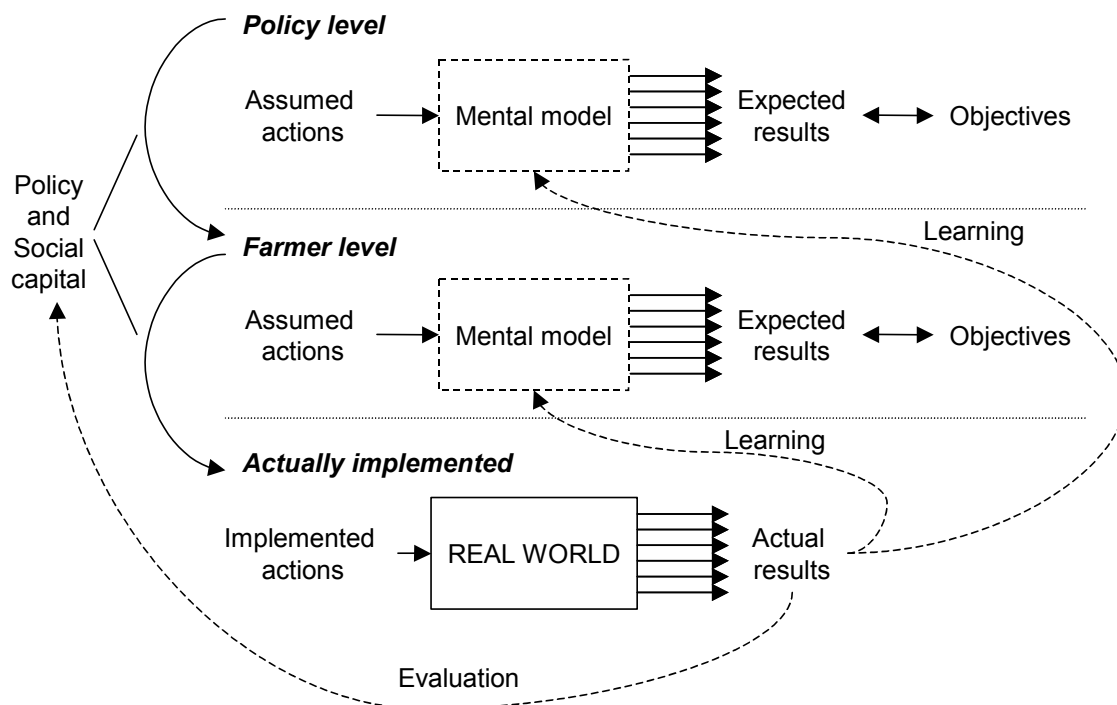 Policy level
Assumed
actions
Mental model
Expected
results
Objectives
Policy
and
Social
capital
Learning
Farmer level
Assumed
actions
Mental model
Expected
results
Objectives
Learning
Actually implemented
Implemented
actions
REAL WORLD
Actual
results
Evaluation